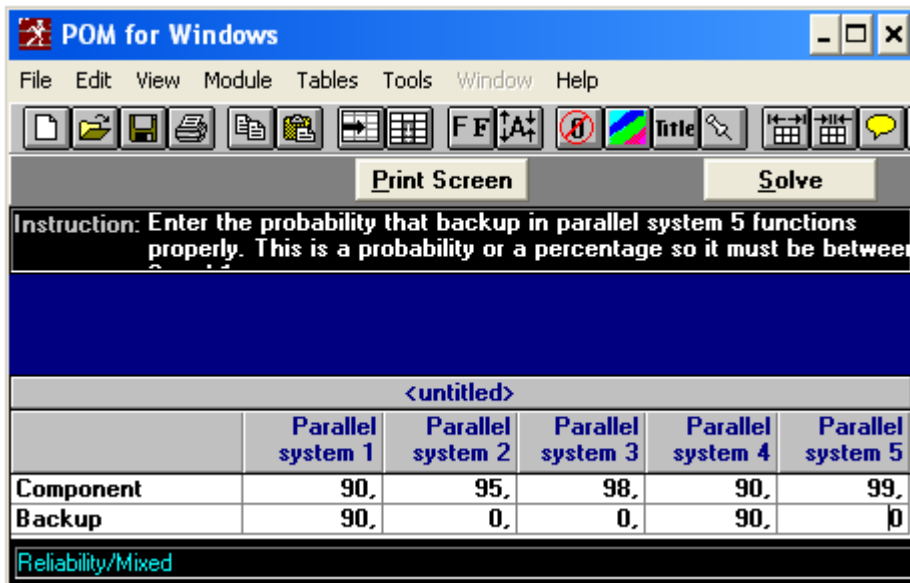 POM for Windows
File Edit View Module Tables Tools Window Help
F F A Title
Print Screen Solve
Instruction: Enter the probability that backup in parallel system 5 functions
properly. This is a probability or a percentage so it must be between
<untitled>
Parallel Parallel Parallel Parallel Parallel
system 1 system 2 system 3 system 4 system 5
Component 90, 95, 98, 90, 99,
Backup 90, 0, 0, 90, 0
Reliability/Mixed